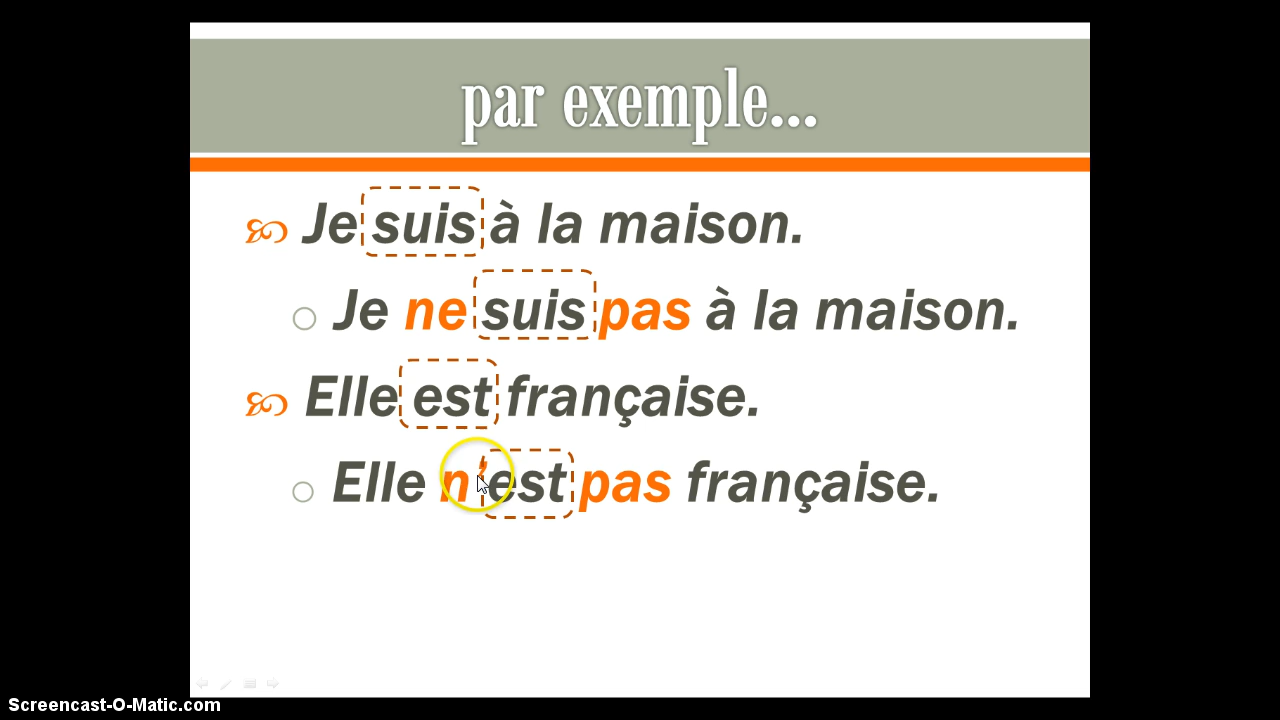 par exemple...
Je suis à la maison.
Je ne suis pas à la maison.
Elle est française.
Elle n’est pas française.
Screencast-O-Matic.com